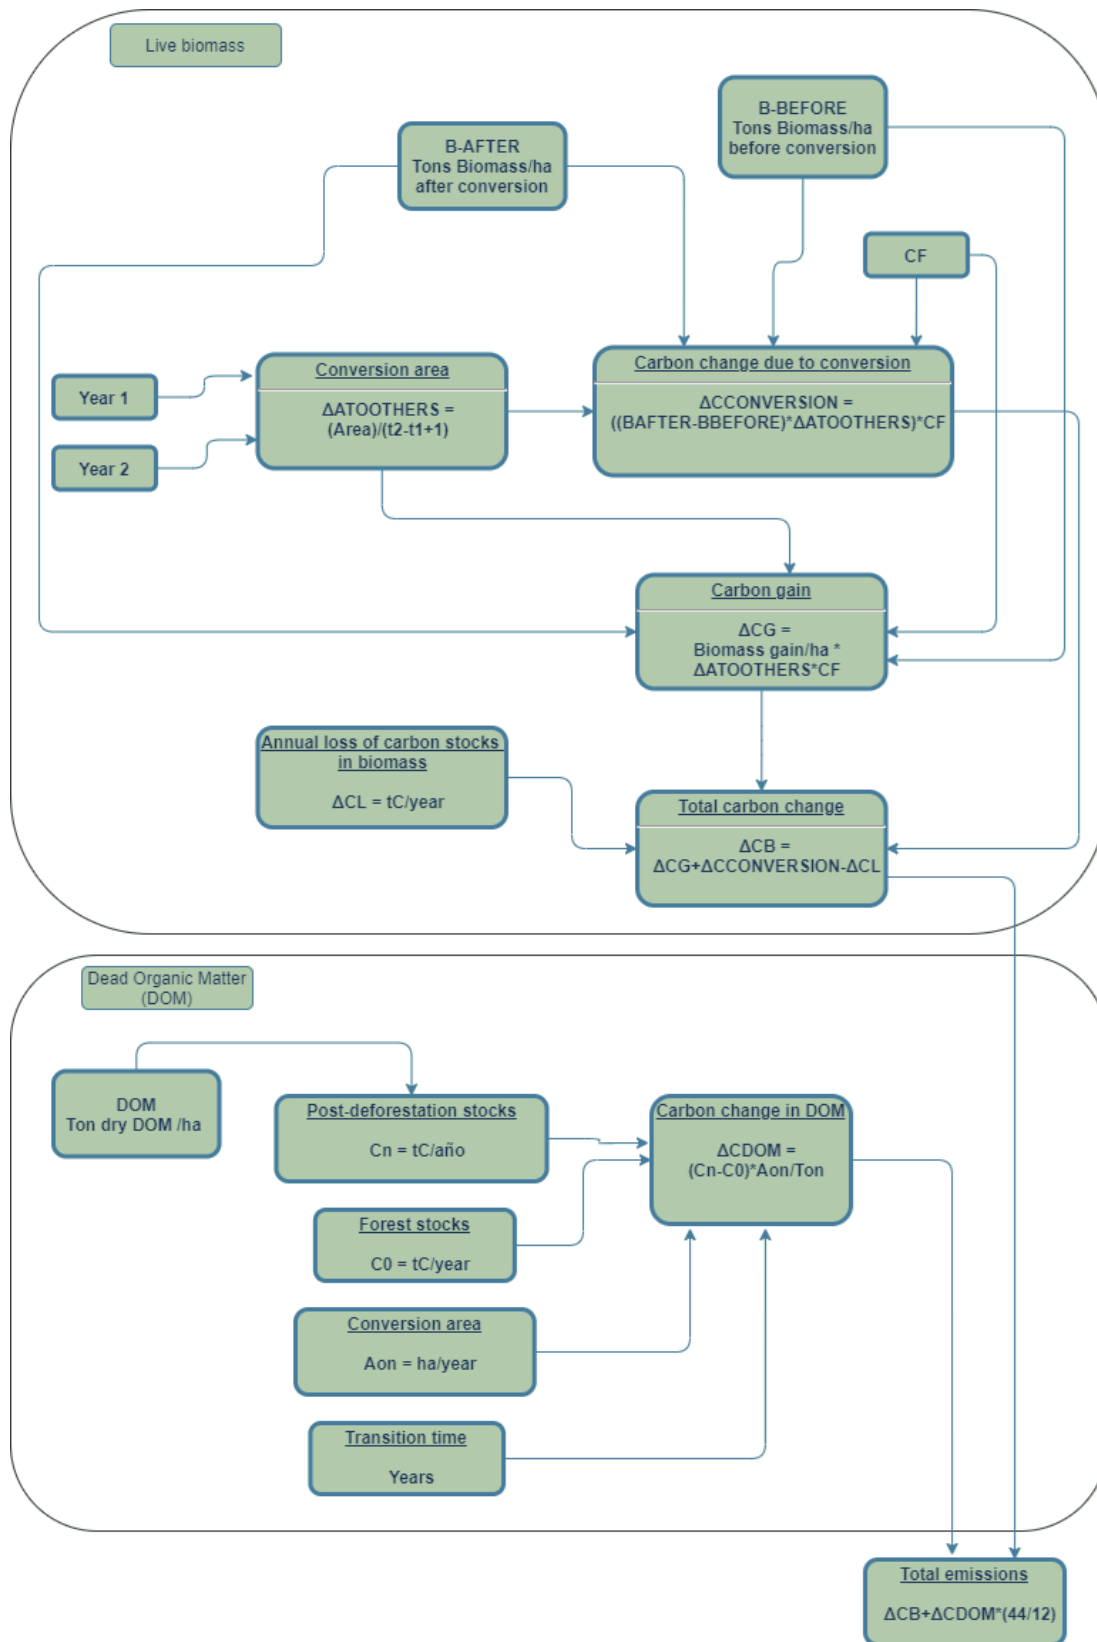 Live biomass
B-BEFORE
Tons Biomass/ha
before conversion
B-AFTER
Tons Biomass/ha
after conversion
CF
Conversion area
ΔATOOTHERS =
(Area)/(t2-t1+1)
Carbon change due to conversion
ΔCCONVERSION =
((BAFTER-BBEFORE)*ΔATOOTHERS)*CF
Year 1
Year 2
Carbon gain
ΔCG =
Biomass gain/ha *
ΔATOOTHERS*CF
Annual loss of carbon stocks
in biomass
ΔCL = tC/year
Total carbon change
ΔCB =
ΔCG+ΔCCONVERSION-ΔCL
Dead Organic Matter
(DOM)
DOM
Ton dry DOM /ha
Post-deforestation stocks
Cn = tC/año
Carbon change in DOM
ΔCDOM =
(Cn-C0)*Aon/Ton
Forest stocks
C0 = tC/year
Conversion area
Aon = ha/year
Transition time
Years
Total emissions
ΔCB+ΔCDOM*(44/12)